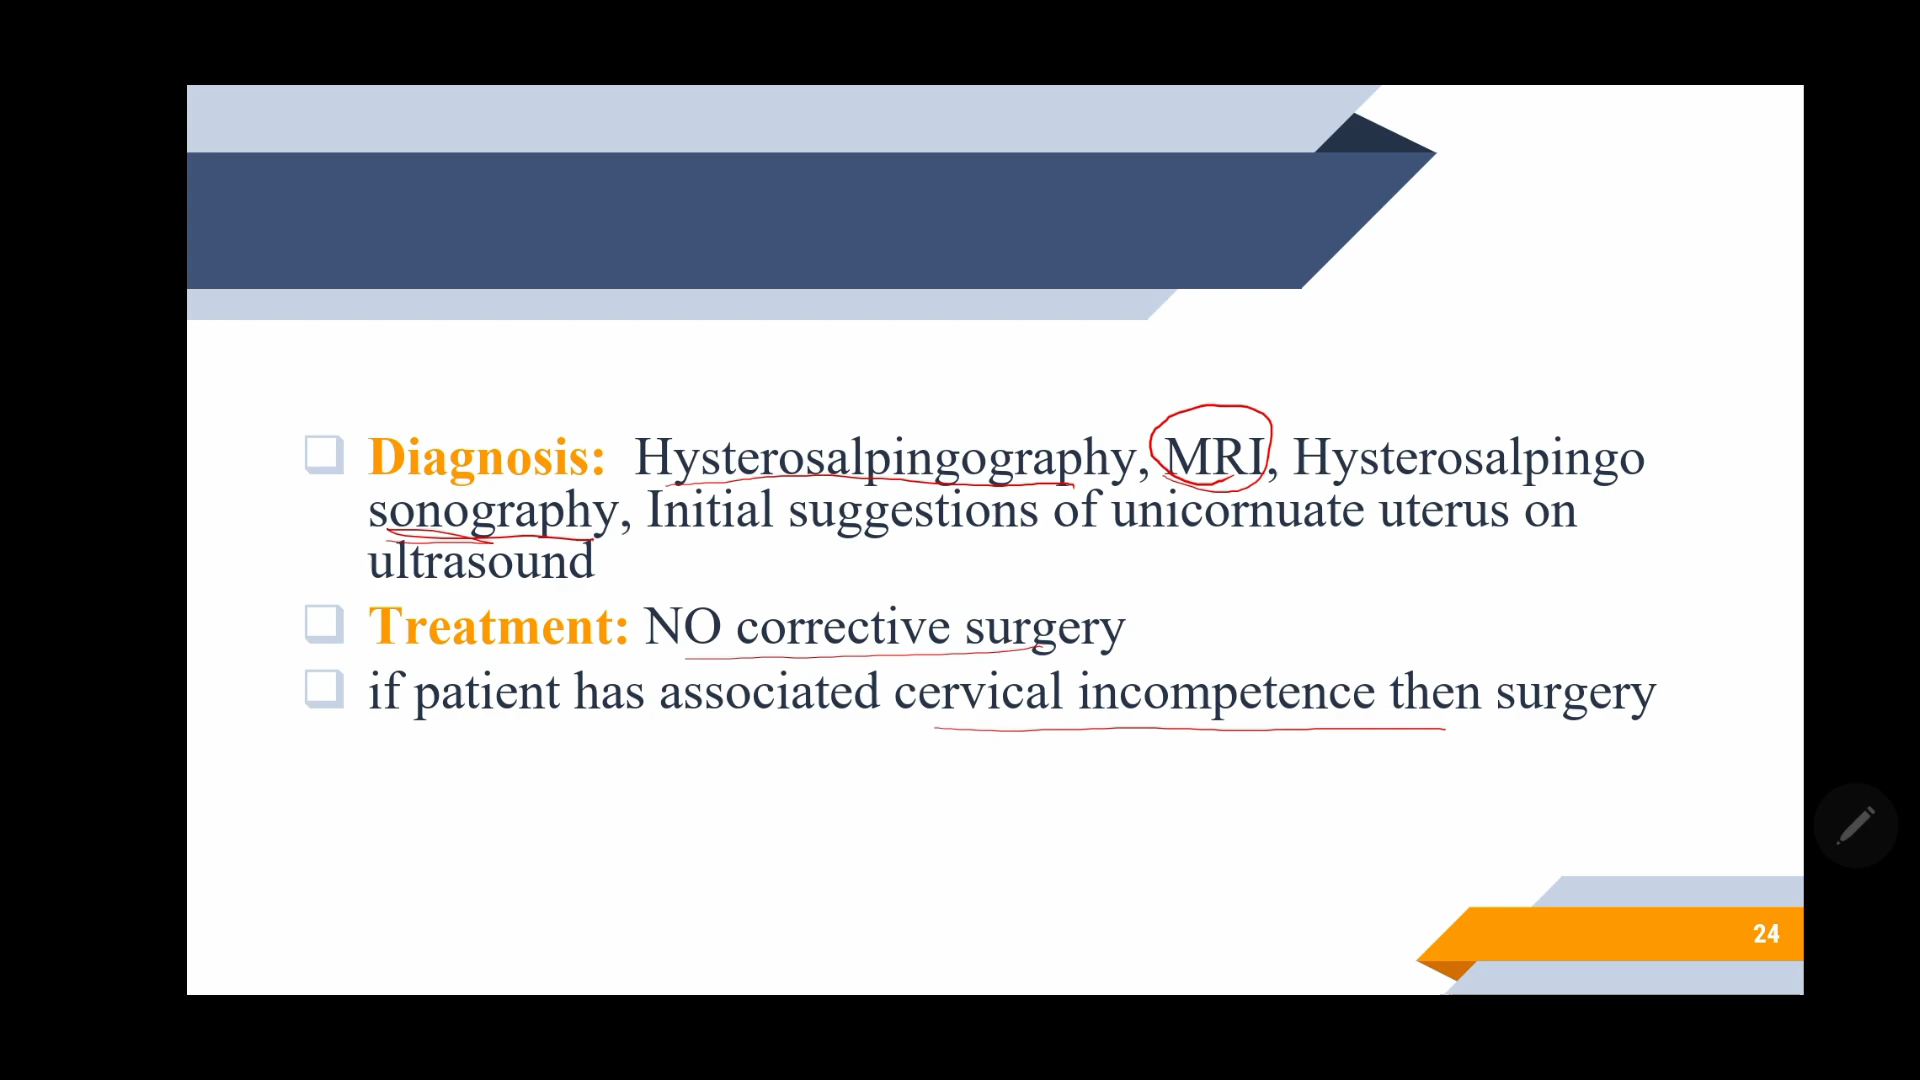 Diagnosis: Hysterosalpingography, MRI, Hysterosalpingo
sonography, Initial suggestions of unicornuate uterus on
ultrasound
Treatment: NO corrective surgery
if patient has associated cervical incompetence then surgery
24